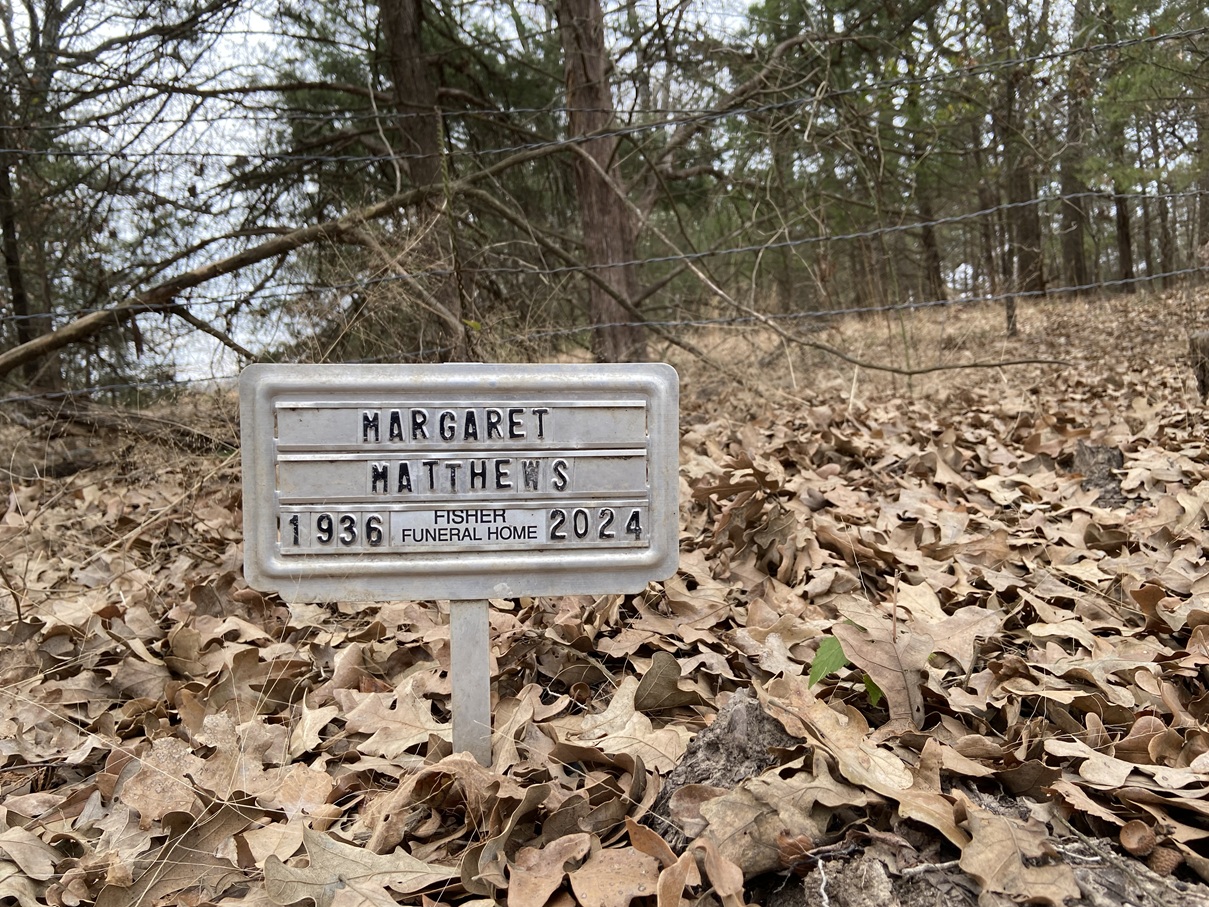 MARGARET
MATTHEWS
1936 FISHER FUNERAL HOME 2024